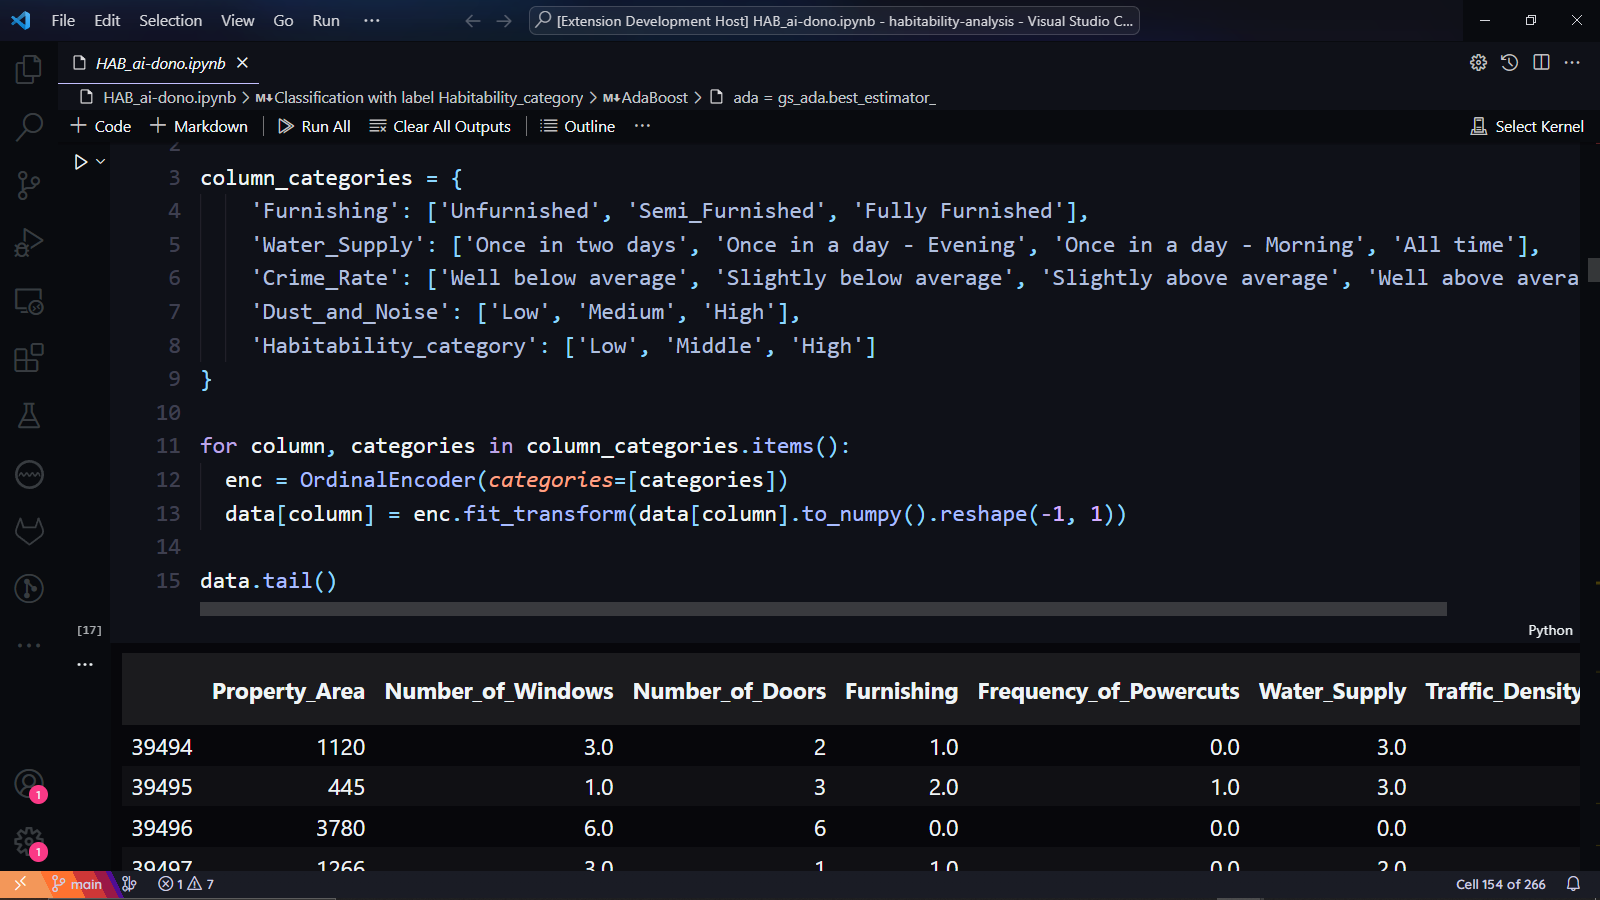 File Edit Selection View Go Run ···
[Extension Development Host] HAB_ai-dono.ipynb - habitability-analysis - Visual Studio C...
HAB_ai-dono.ipynb
HAB_ai-dono.ipynb > M↓Classification with label Habitability_category > M↓AdaBoost > ada = gs_ada.best_estimator_
+ Code + Markdown Run All Clear All Outputs Outline ··· Select Kernel
2
3 column_categories = {
4 'Furnishing': ['Unfurnished', 'Semi_Furnished', 'Fully Furnished'],
5 'Water_Supply': ['Once in two days', 'Once in a day - Evening', 'Once in a day - Morning', 'All time'],
6 'Crime_Rate': ['Well below average', 'Slightly below average', 'Slightly above average', 'Well above avera
7 'Dust_and_Noise': ['Low', 'Medium', 'High'],
8 'Habitability_category': ['Low', 'Middle', 'High']
9 }
10
11 for column, categories in column_categories.items():
12 enc = OrdinalEncoder(categories=[categories])
13 data[column] = enc.fit_transform(data[column].to_numpy().reshape(-1, 1))
14
15 data.tail()
[17]
Python
···
Property_Area Number_of_Windows Number_of_Doors Furnishing Frequency_of_Powercuts Water_Supply Traffic_Density
39494 1120 3.0 2 1.0 0.0 3.0
39495 445 1.0 3 2.0 1.0 3.0
39496 3780 6.0 6 0.0 0.0 0.0
39497 1266 3.0 1 1.0 0.0 2.0
1
1
main 1 7 Cell 154 of 266